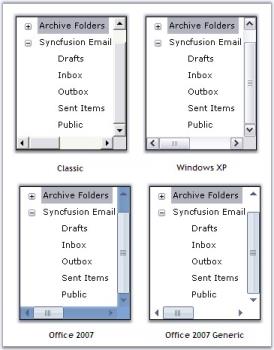 Archive Folders
Syncfusion Email
Drafts
Inbox
Outbox
Sent Items
Public
Classic
Archive Folders
Syncfusion Email
Drafts
Inbox
Outbox
Sent Items
Public
Windows XP
Archive Folders
Syncfusion Email
Drafts
Inbox
Outbox
Sent Items
Public
Office 2007
Archive Folders
Syncfusion Email
Drafts
Inbox
Outbox
Sent Items
Public
Office 2007 Generic